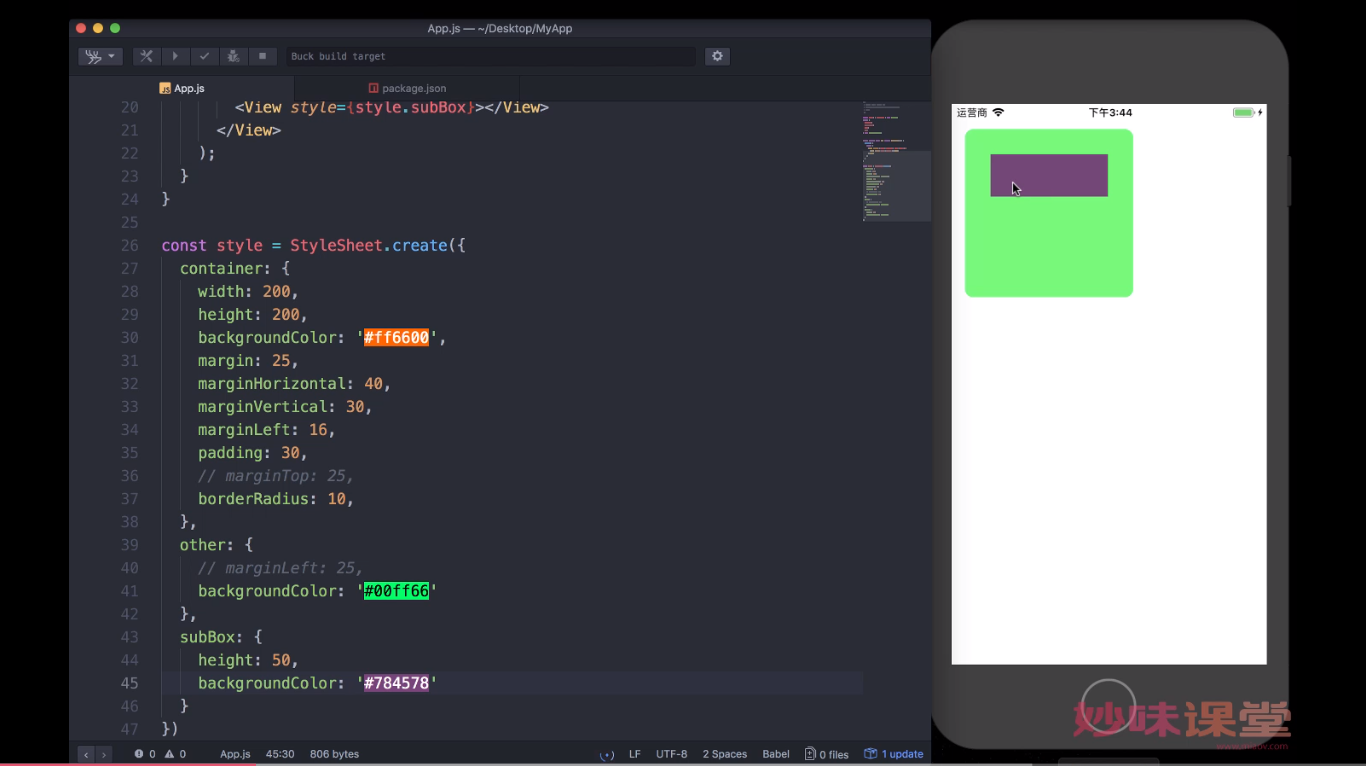 App.js — ~/Desktop/MyApp
Buck build target
App.js
package.json
20 <View style={style.subBox}></View>
21 </View>
22 );
23 }
24 }
25
26 const style = StyleSheet.create({
27 container: {
28 width: 200,
29 height: 200,
30 backgroundColor: '#ff6600',
31 margin: 25,
32 marginHorizontal: 40,
33 marginVertical: 30,
34 marginLeft: 16,
35 padding: 30,
36 // marginTop: 25,
37 borderRadius: 10,
38 },
39 other: {
40 // marginLeft: 25,
41 backgroundColor: '#00ff66'
42 },
43 subBox: {
44 height: 50,
45 backgroundColor: '#784578'
46 }
47 })
0 0 App.js 45:30 806 bytes LF UTF-8 2 Spaces Babel 0 files 1 update
运营商 下午3:44
妙味课堂